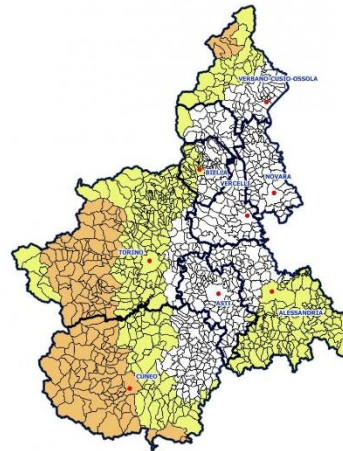 VERBANO-CUSIO-OSSOLA
BIELLA
VERCELLI
NOVARA
TORINO
ASTI
ALESSANDRIA
CUNEO